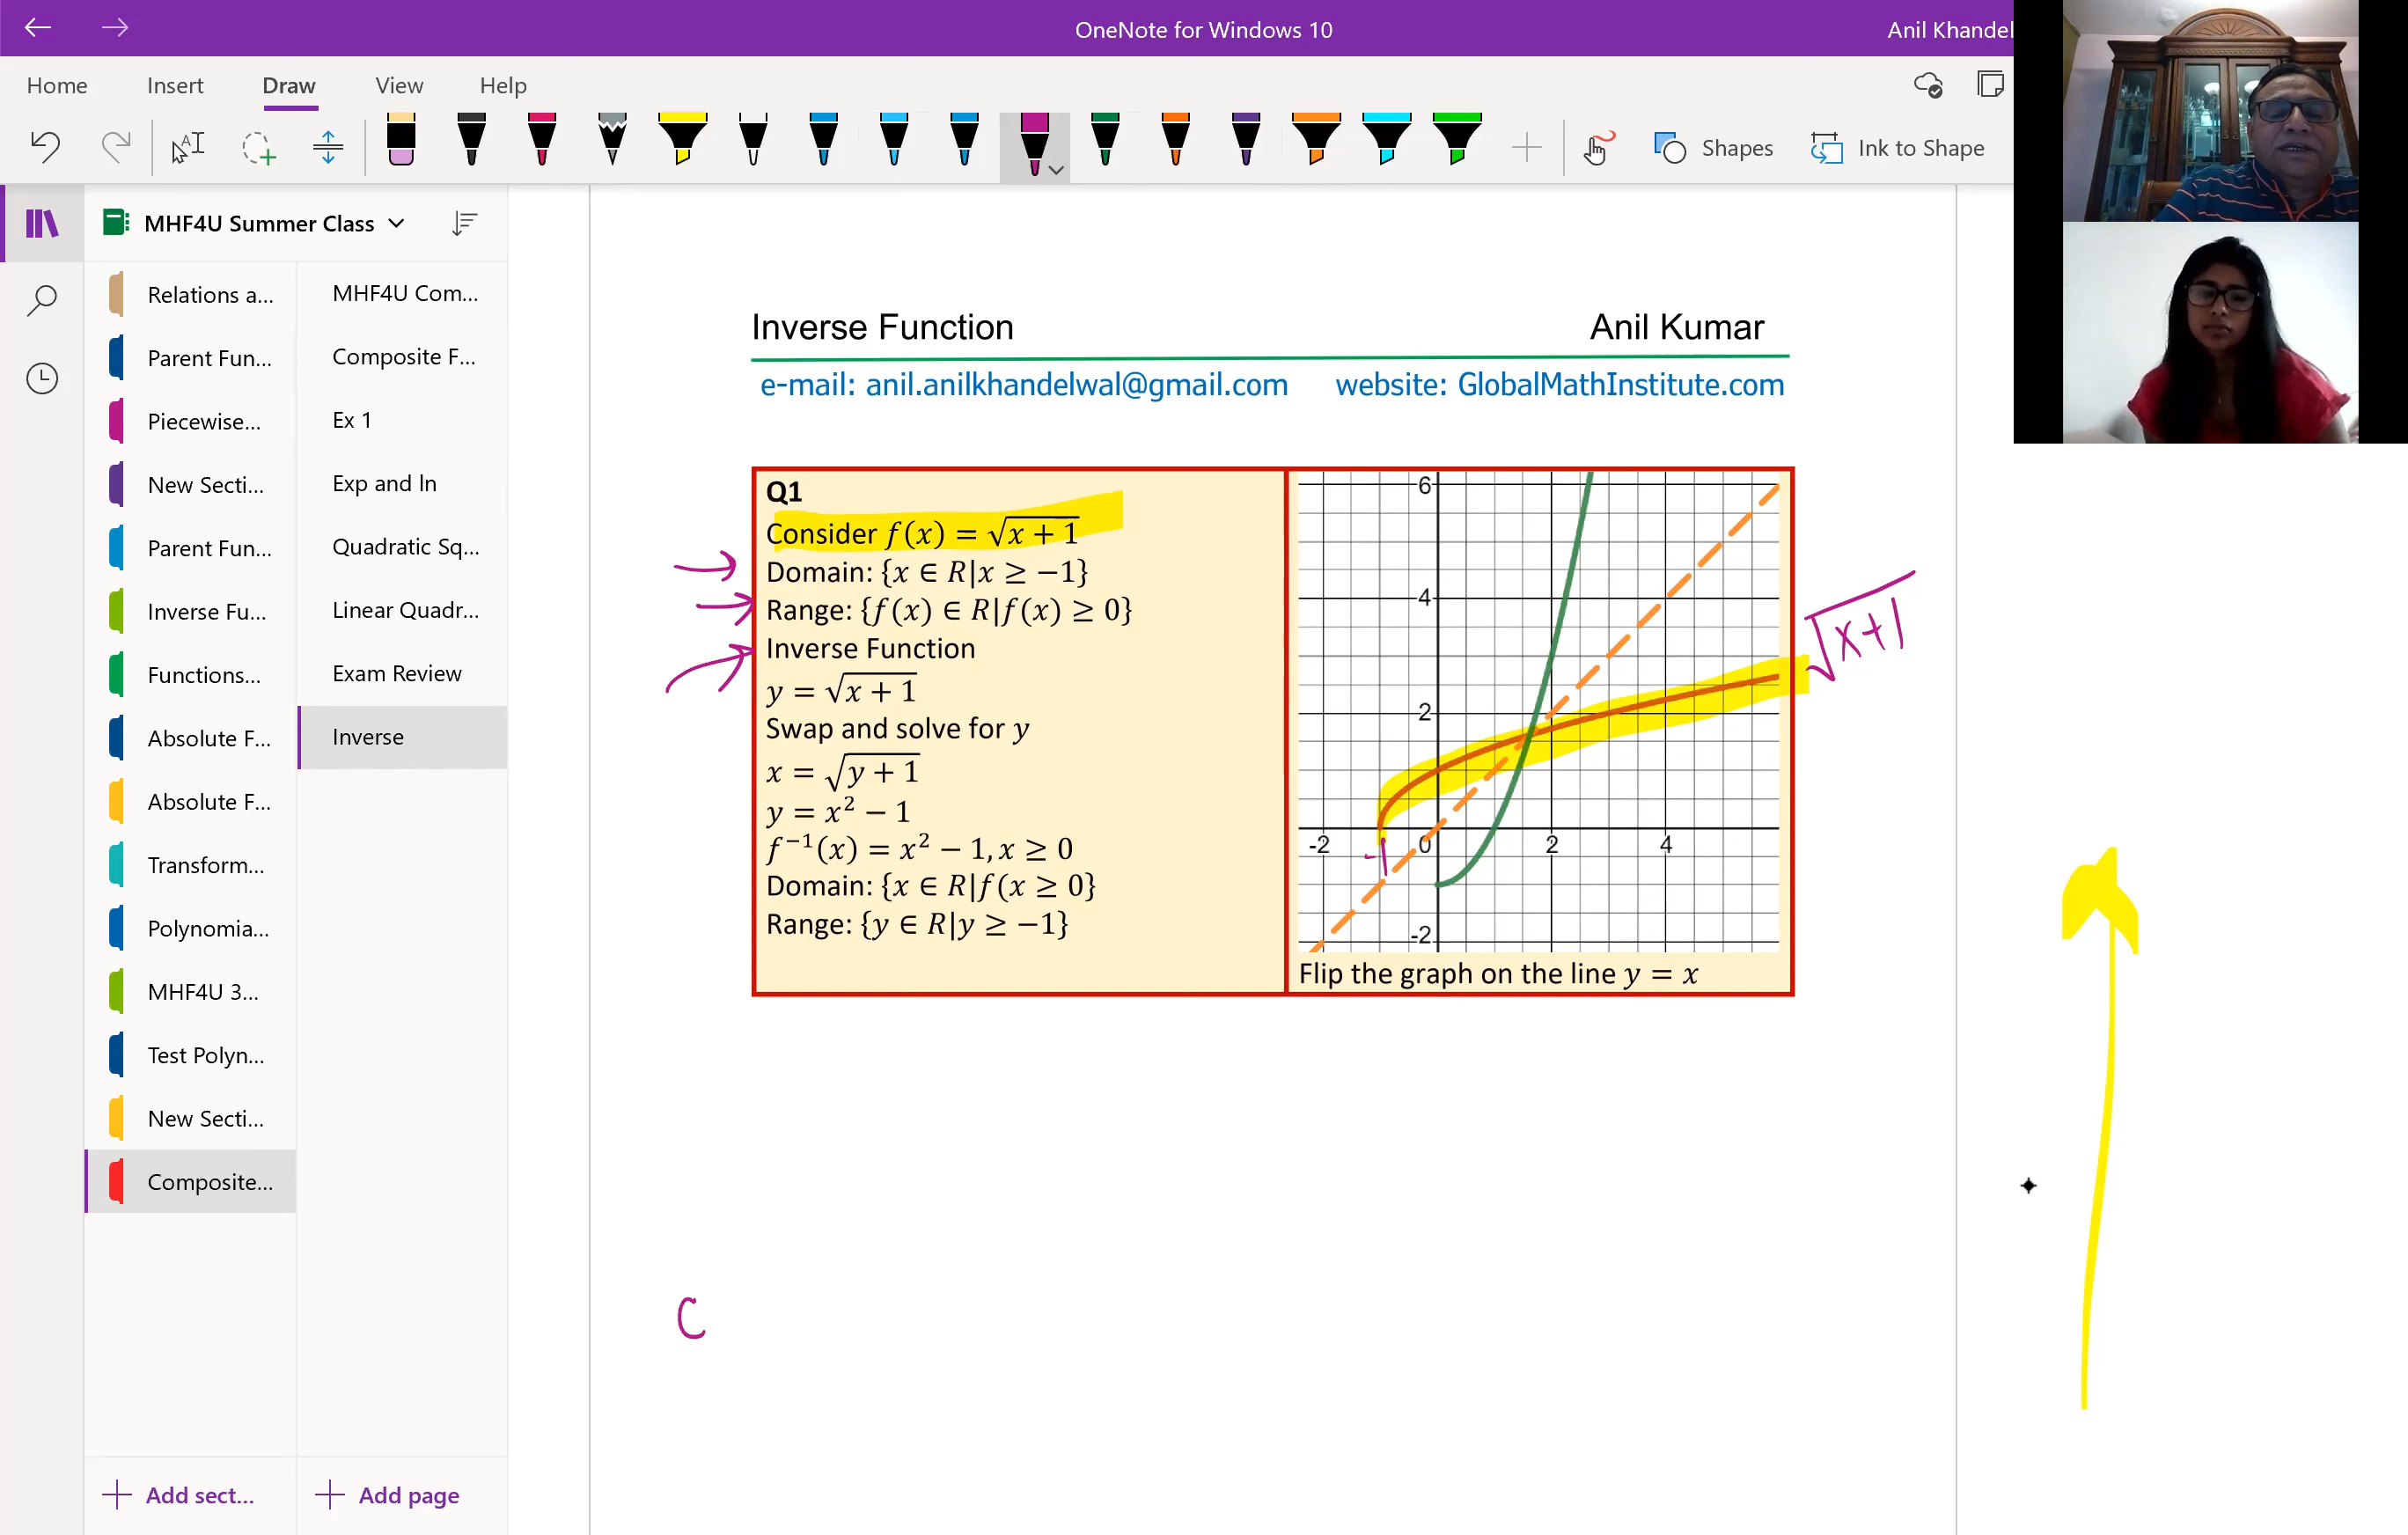 OneNote for Windows 10
Anil Khandel
Home Insert Draw View Help
Shapes
Ink to Shape
MHF4U Summer Class
Relations a...
Parent Fun...
Piecewise...
New Secti...
Parent Fun...
Inverse Fu...
Functions...
Absolute F...
Absolute F...
Transform...
Polynomia...
MHF4U 3...
Test Polyn...
New Secti...
Composite...
Add sect...
MHF4U Com...
Composite F...
Ex 1
Exp and In
Quadratic Sq...
Linear Quadr...
Exam Review
Inverse
Add page
Inverse Function Anil Kumar
e-mail: anil.anilkhandelwal@gmail.com website: GlobalMathInstitute.com
Q1
Consider f(x) = √(x + 1)
Domain: {x ∈ R|x ≥ −1}
Range: {f(x) ∈ R|f(x) ≥ 0}
Inverse Function
y = √(x + 1)
Swap and solve for y
x = √(y + 1)
y = x² − 1
f⁻¹(x) = x² − 1, x ≥ 0
Domain: {x ∈ R|f(x ≥ 0}
Range: {y ∈ R|y ≥ −1}
6
4
2
-2 0 2 4
-2
-1
Flip the graph on the line y = x
√(x+1)
C